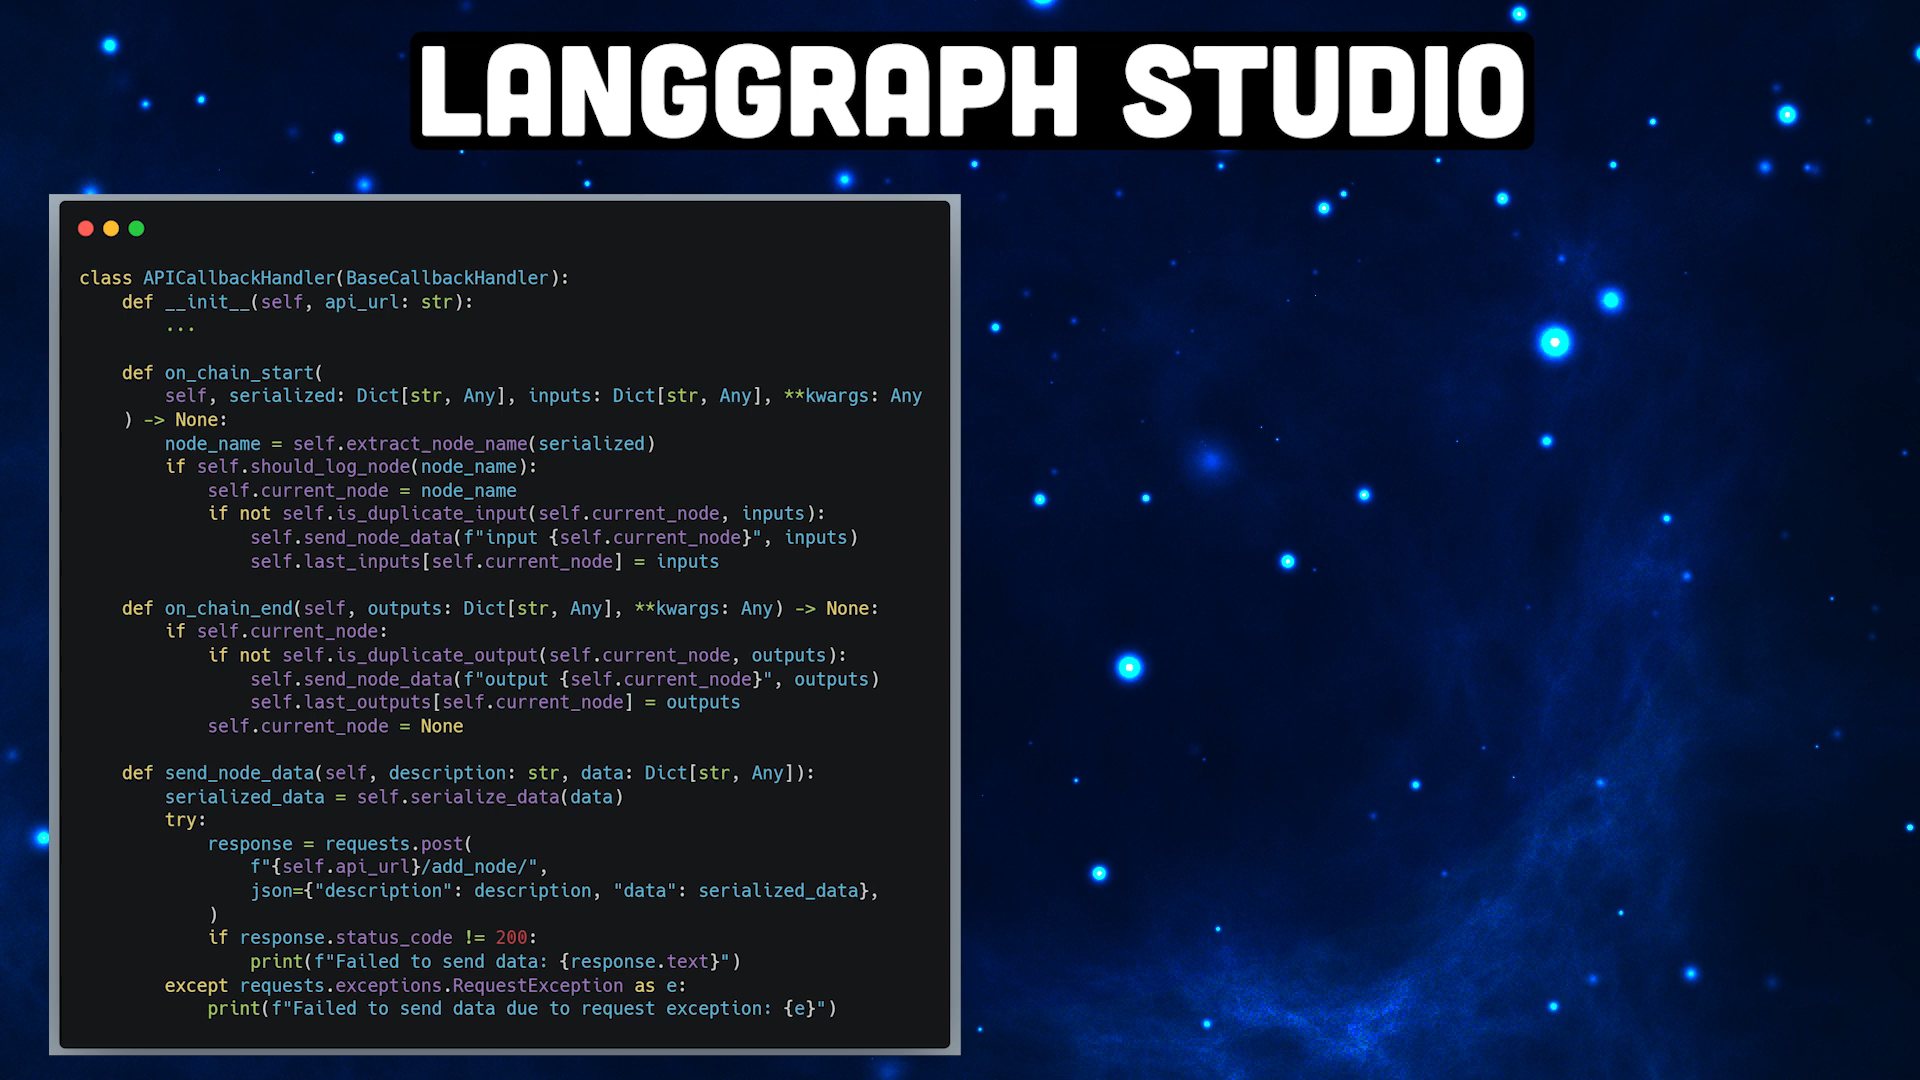 LANGGRAPH STUDIO
class APICallbackHandler(BaseCallbackHandler):
    def __init__(self, api_url: str):
        ...
    def on_chain_start(
        self, serialized: Dict[str, Any], inputs: Dict[str, Any], **kwargs: Any
    ) -> None:
        node_name = self.extract_node_name(serialized)
        if self.should_log_node(node_name):
            self.current_node = node_name
            if not self.is_duplicate_input(self.current_node, inputs):
                self.send_node_data(f"input {self.current_node}", inputs)
                self.last_inputs[self.current_node] = inputs
    def on_chain_end(self, outputs: Dict[str, Any], **kwargs: Any) -> None:
        if self.current_node:
            if not self.is_duplicate_output(self.current_node, outputs):
                self.send_node_data(f"output {self.current_node}", outputs)
                self.last_outputs[self.current_node] = outputs
            self.current_node = None
    def send_node_data(self, description: str, data: Dict[str, Any]):
        serialized_data = self.serialize_data(data)
        try:
            response = requests.post(
                f"{self.api_url}/add_node/",
                json={"description": description, "data": serialized_data},
            )
            if response.status_code != 200:
                print(f"Failed to send data: {response.text}")
        except requests.exceptions.RequestException as e:
            print(f"Failed to send data due to request exception: {e}")